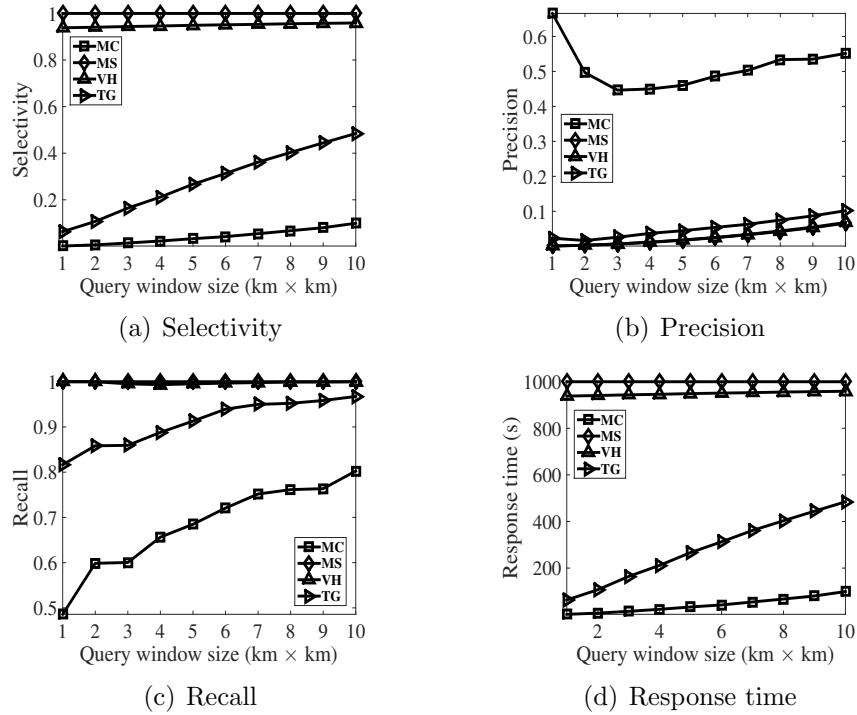 1
0.8
0.6
0.4
0.2
Selectivity
MC
MS
VH
TG
1 2 3 4 5 6 7 8 9 10
Query window size (km × km)
(a) Selectivity
0.6
0.5
0.4
0.3
0.2
0.1
Precision
MC
MS
VH
TG
1 2 3 4 5 6 7 8 9 10
Query window size (km × km)
(b) Precision
1
0.9
0.8
0.7
0.6
0.5
Recall
MC
MS
VH
TG
1 2 3 4 5 6 7 8 9 10
Query window size (km × km)
(c) Recall
1000
800
600
400
200
Response time (s)
MC
MS
VH
TG
2 4 6 8 10
Query window size (km × km)
(d) Response time